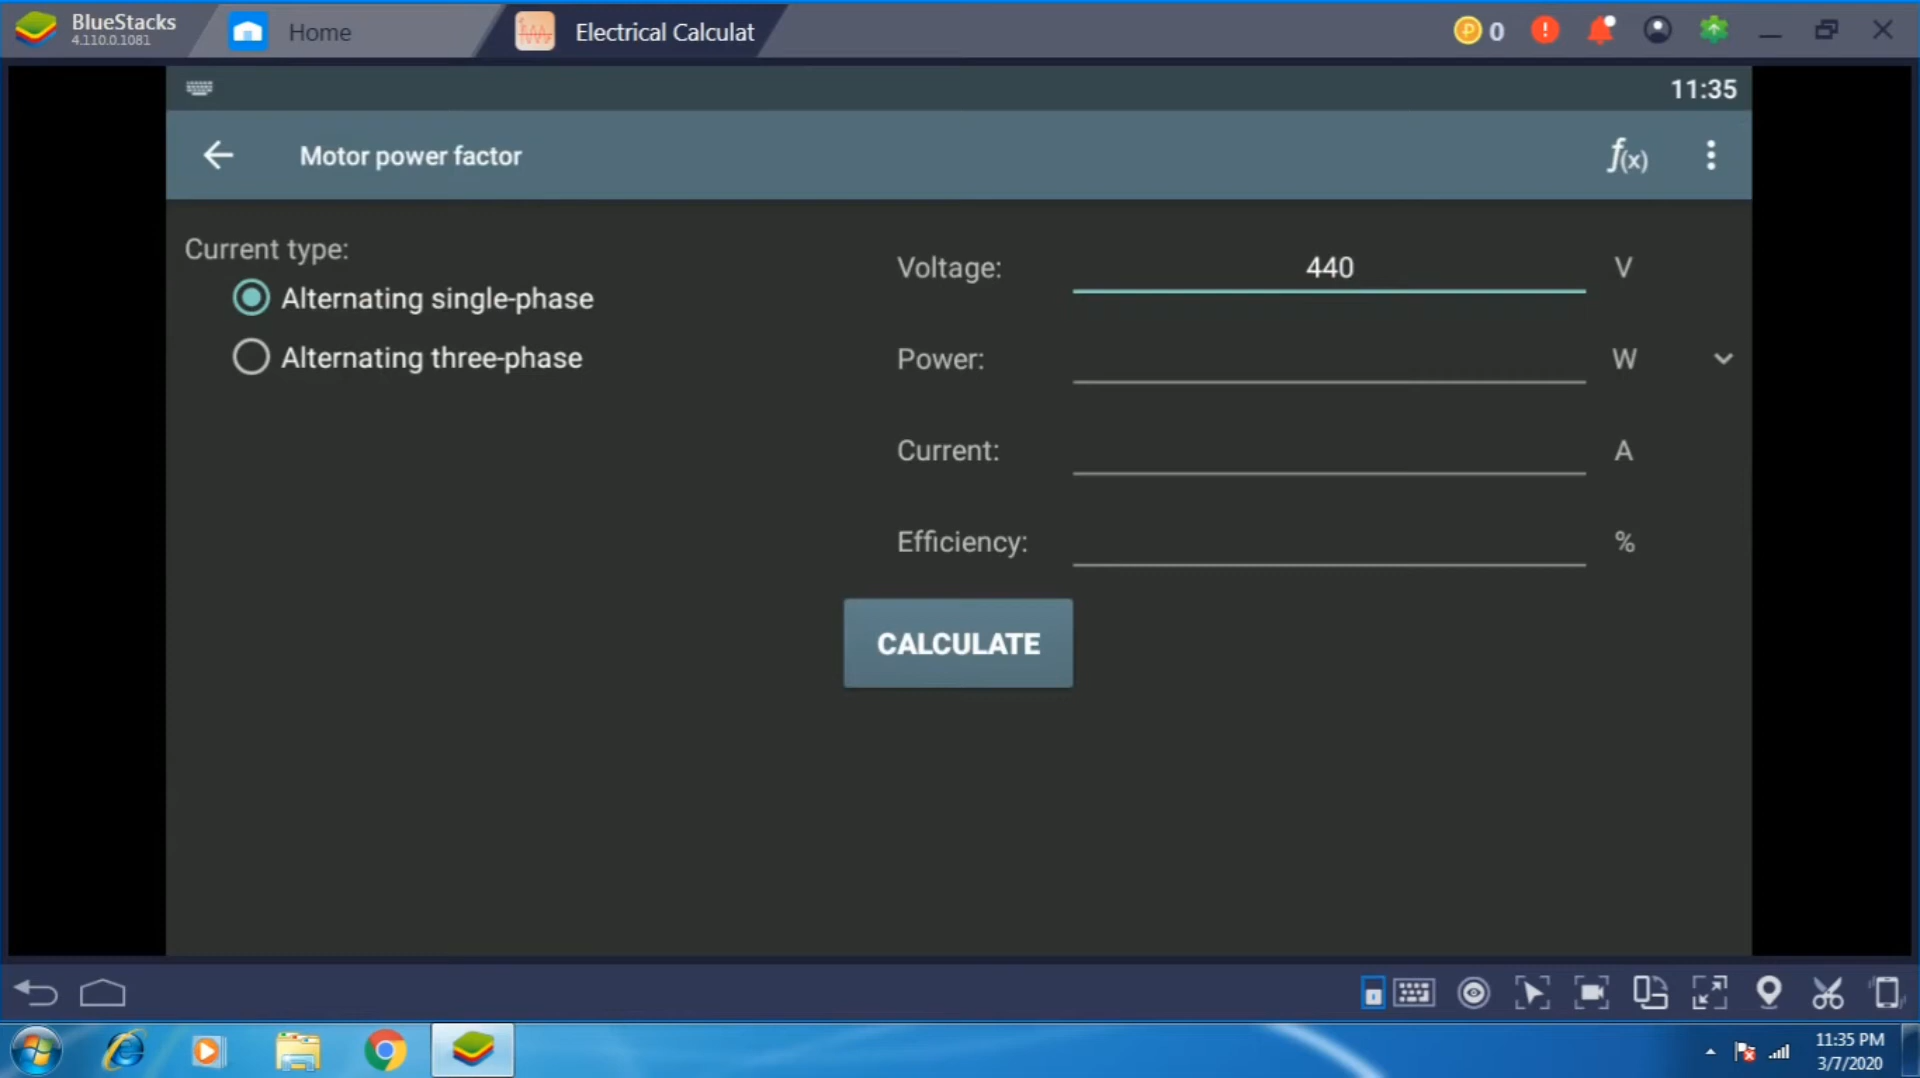 BlueStacks
4.110.0.1081
Home
Electrical Calculat
0
11:35
Motor power factor
f(x)
Current type:
Alternating single-phase
Alternating three-phase
Voltage: 440 V
Power: W
Current: A
Efficiency: %
CALCULATE
11:35 PM
3/7/2020